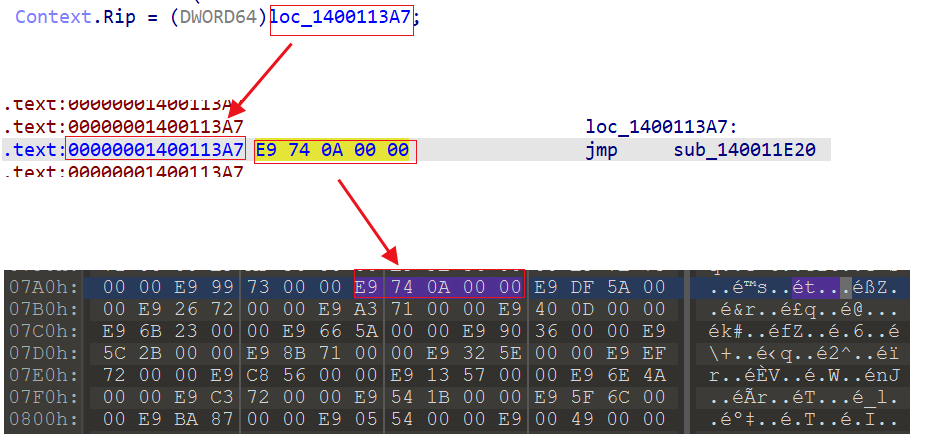 Context.Rip = (DWORD64)loc_1400113A7;
.text:00000001400113A7
.text:00000001400113A7 loc_1400113A7:
.text:00000001400113A7 E9 74 0A 00 00 jmp sub_140011E20
.text:00000001400113A7
07A0h: 00 00 E9 99 73 00 00 E9 74 0A 00 00 E9 DF 5A 00 ..é™s..ét...éßZ.
07B0h: 00 E9 26 72 00 00 E9 A3 71 00 00 E9 40 0D 00 00 .é&r..é£q..é@...
07C0h: E9 6B 23 00 00 E9 66 5A 00 00 E9 90 36 00 00 E9 ék#..éfZ..é.6..é
07D0h: 5C 2B 00 00 E9 8B 71 00 00 E9 32 5E 00 00 E9 EF \+..é‹q..é2^..éï
07E0h: 72 00 00 E9 C8 56 00 00 E9 13 57 00 00 E9 6E 4A r..éÈV..é.W..énJ
07F0h: 00 00 E9 C3 72 00 00 E9 54 1B 00 00 E9 5F 6C 00 ..éÃr..éT...é_l.
0800h: 00 E9 BA 87 00 00 E9 05 54 00 00 E9 00 49 00 00 .éº‡..é.T..é.I..